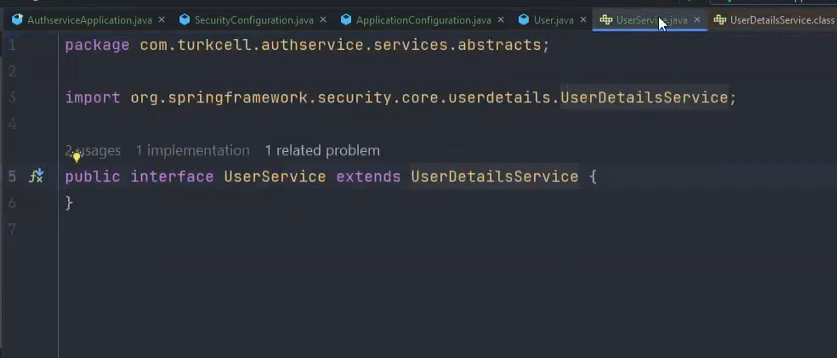 AuthserviceApplication.java SecurityConfiguration.java ApplicationConfiguration.java User.java UserService.java UserDetailsService.class
1 package com.turkcell.authservice.services.abstracts;
2
3 import org.springframework.security.core.userdetails.UserDetailsService;
4
2 usages 1 implementation 1 related problem
5 public interface UserService extends UserDetailsService {
6 }
7